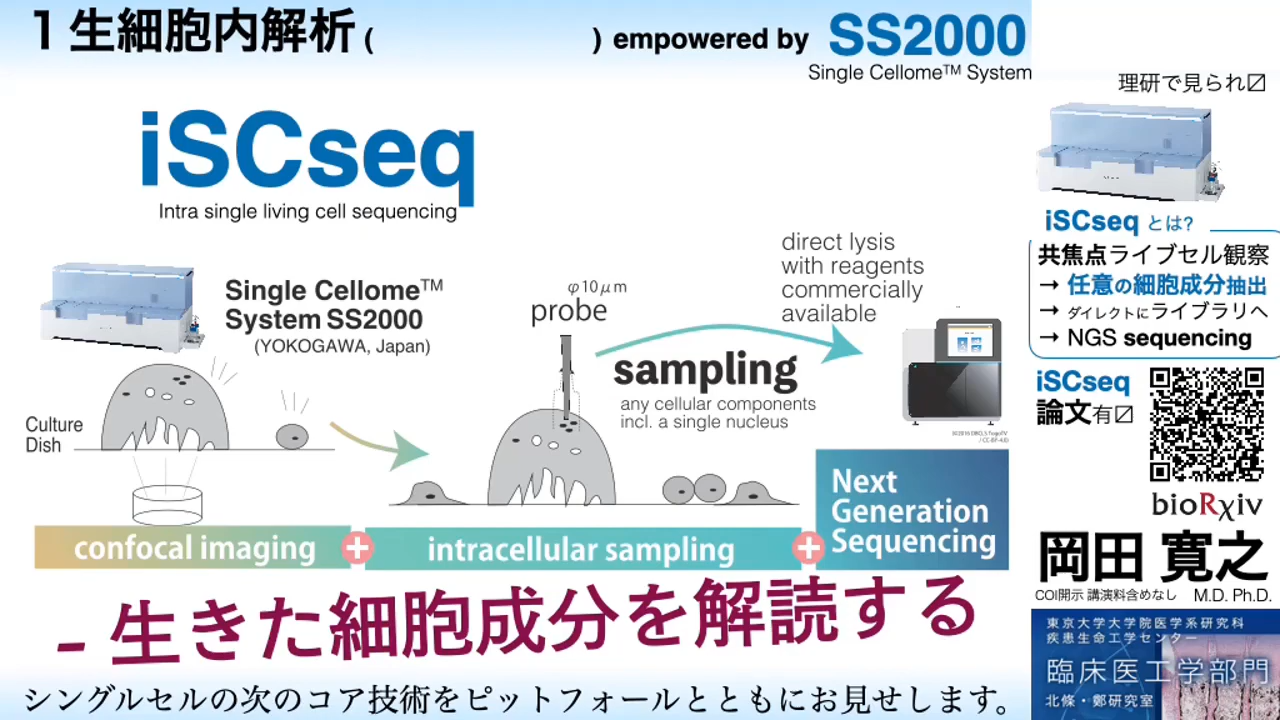 1 生細胞内解析 (                    ) empowered by SS2000
Single Cellome™ System
iSCseq
Intra single living cell sequencing
Single Cellome™
System SS2000
(YOKOGAWA, Japan)
Culture
Dish
φ10μm
probe
direct lysis
with reagents
commercially
available
sampling
any cellular components
incl. a single nucleus
confocal imaging
+
intracellular sampling
+
Next
Generation
Sequencing
- 生きた細胞成分を解読する
シングルセルの次のコア技術をピットフォールとともにお見せします。
理研で見られ〼
iSCseq とは?
共焦点ライブセル観察
→ 任意の細胞成分抽出
→ ダイレクトにライブラリへ
→ NGS sequencing
iSCseq
論文有〼
bioRχiv
岡田 寛之
COI開示 講演料含めなし M.D. Ph.D.
東京大学大学院医学系研究科
疾患生命工学センター
臨床医工学部門
北條・鄭研究室